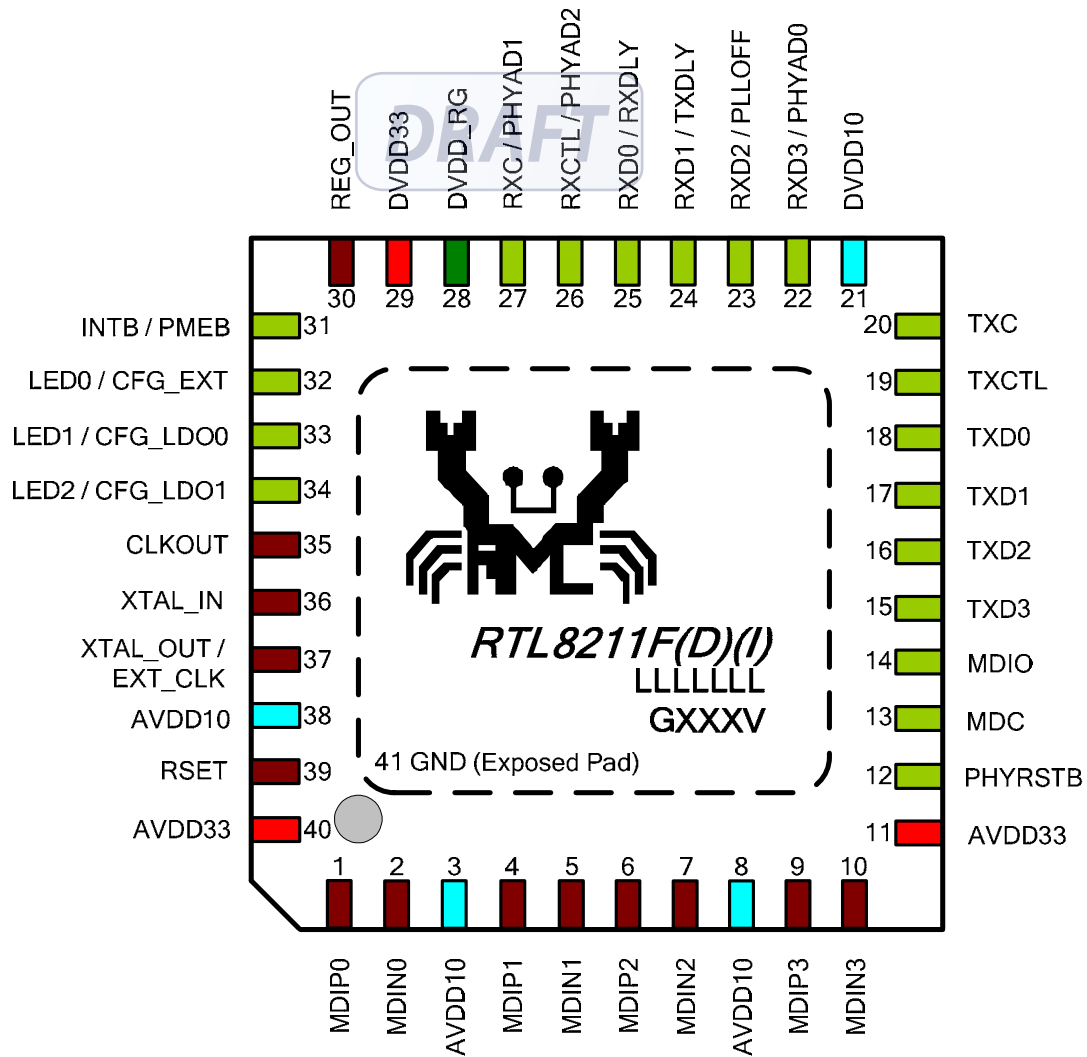 REG_OUT
DVDD33
DVDD_RG
RXC / PHYAD1
RXCTL / PHYAD2
RXD0 / RXDLY
RXD1 / TXDLY
RXD2 / PLLOFF
RXD3 / PHYAD0
DVDD10
DRAFT
30 29 28 27 26 25 24 23 22 21
INTB / PMEB 31
LED0 / CFG_EXT 32
LED1 / CFG_LDO0 33
LED2 / CFG_LDO1 34
CLKOUT 35
XTAL_IN 36
XTAL_OUT /
EXT_CLK 37
AVDD10 38
RSET 39
AVDD33 40
RTL8211F(D)(I)
LLLLLLL
GXXXV
41 GND (Exposed Pad)
20 TXC
19 TXCTL
18 TXD0
17 TXD1
16 TXD2
15 TXD3
14 MDIO
13 MDC
12 PHYRSTB
11 AVDD33
1 2 3 4 5 6 7 8 9 10
MDIP0
MDIN0
AVDD10
MDIP1
MDIN1
MDIP2
MDIN2
AVDD10
MDIP3
MDIN3